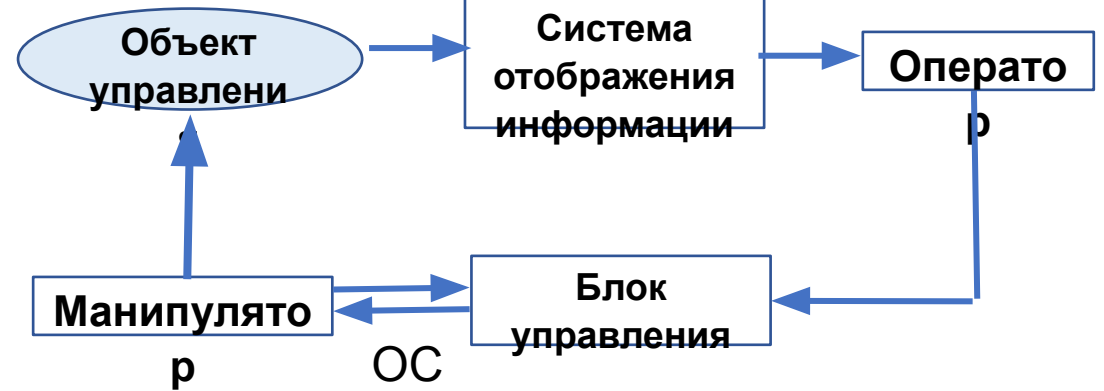 Объект
управлени
Система
отображения
информации
Операто
р
Манипулято
р
Блок
управления
ОС